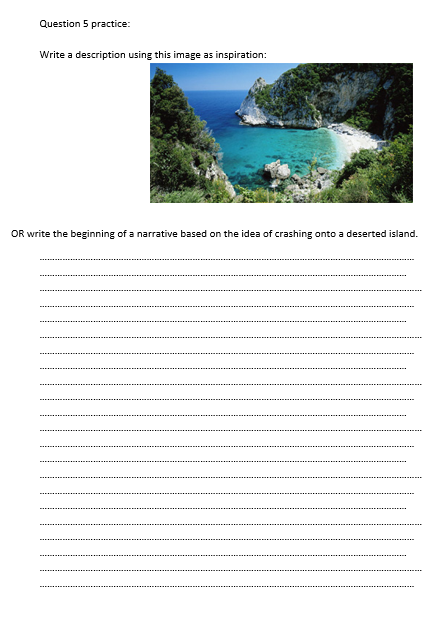 Question 5 practice:
Write a description using this image as inspiration:
OR write the beginning of a narrative based on the idea of crashing onto a deserted island.